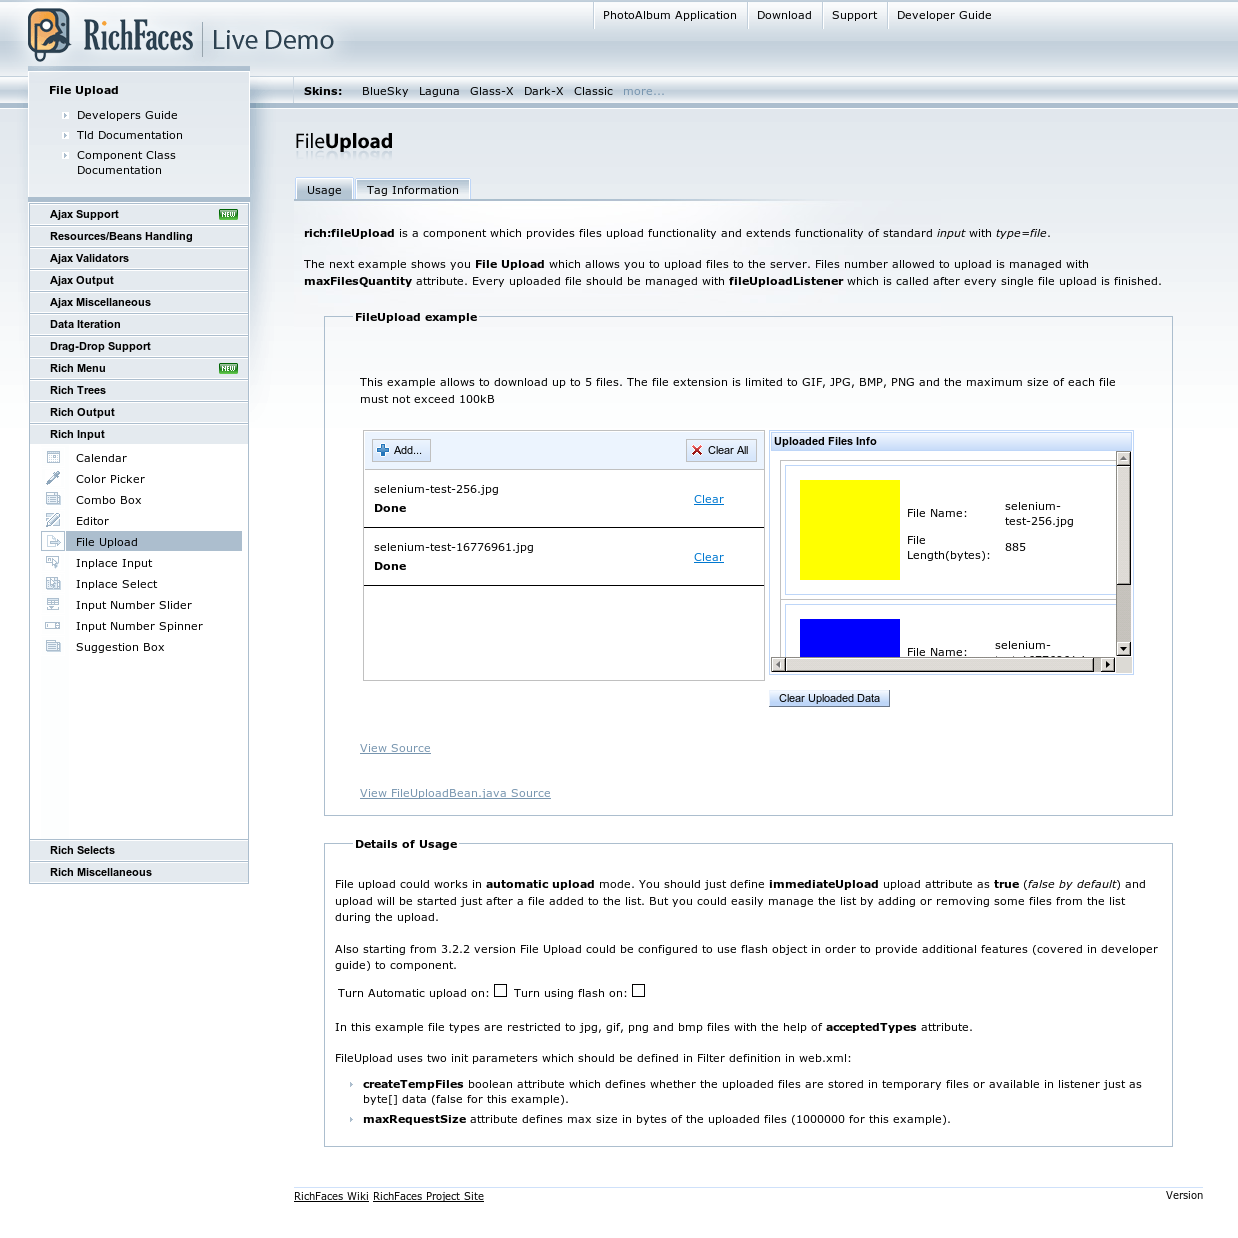 PhotoAlbum Application Download Support Developer Guide
RichFaces Live Demo
File Upload
Developers Guide
Tld Documentation
Component Class
Documentation
Skins: BlueSky Laguna Glass-X Dark-X Classic more...
Ajax Support NEW
Resources/Beans Handling
Ajax Validators
Ajax Output
Ajax Miscellaneous
Data Iteration
Drag-Drop Support
Rich Menu NEW
Rich Trees
Rich Output
Rich Input
Calendar
Color Picker
Combo Box
Editor
File Upload
Inplace Input
Inplace Select
Input Number Slider
Input Number Spinner
Suggestion Box
Rich Selects
Rich Miscellaneous
FileUpload
Usage Tag Information
rich:fileUpload is a component which provides files upload functionality and extends functionality of standard input with type=file.
The next example shows you File Upload which allows you to upload files to the server. Files number allowed to upload is managed with
maxFilesQuantity attribute. Every uploaded file should be managed with fileUploadListener which is called after every single file upload is finished.
FileUpload example
This example allows to download up to 5 files. The file extension is limited to GIF, JPG, BMP, PNG and the maximum size of each file
must not exceed 100kB
Add... Clear All
selenium-test-256.jpg
Done
Clear
selenium-test-16776961.jpg
Done
Clear
Uploaded Files Info
File Name: selenium-
test-256.jpg
File
Length(bytes): 885
File Name: selenium-
Clear Uploaded Data
View Source
View FileUploadBean.java Source
Details of Usage
File upload could works in automatic upload mode. You should just define immediateUpload upload attribute as true (false by default) and
upload will be started just after a file added to the list. But you could easily manage the list by adding or removing some files from the list
during the upload.
Also starting from 3.2.2 version File Upload could be configured to use flash object in order to provide additional features (covered in developer
guide) to component.
Turn Automatic upload on: Turn using flash on:
In this example file types are restricted to jpg, gif, png and bmp files with the help of acceptedTypes attribute.
FileUpload uses two init parameters which should be defined in Filter definition in web.xml:
createTempFiles boolean attribute which defines whether the uploaded files are stored in temporary files or available in listener just as
byte[] data (false for this example).
maxRequestSize attribute defines max size in bytes of the uploaded files (1000000 for this example).
RichFaces Wiki RichFaces Project Site
Version